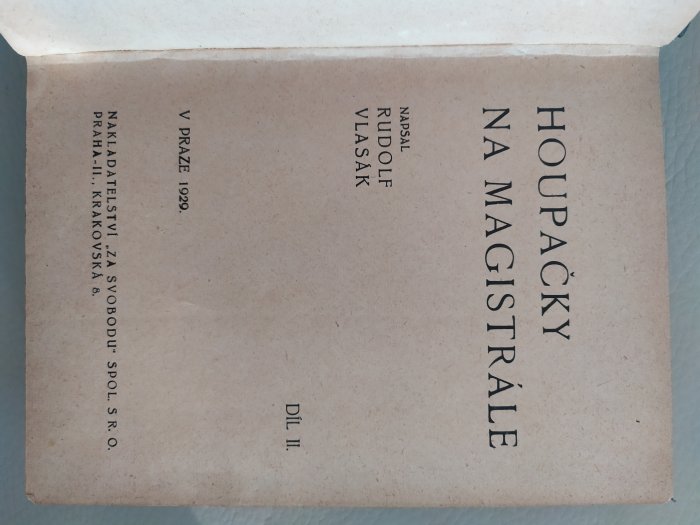 HOUPAČKY
NA MAGISTRÁLE
NAPSAL
RUDOLF
VLASÁK
DÍL II.
V PRAZE 1929.
NAKLADATELSTVÍ „ZA SVOBODU“ SPOL. S R. O.
PRAHA-II., KRAKOVSKÁ 8.